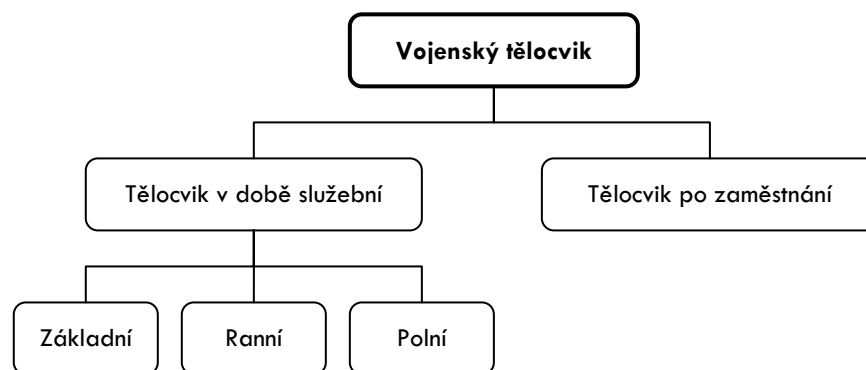 Vojenský tělocvik
Tělocvik v době služební
Tělocvik po zaměstnání
Základní
Ranní
Polní